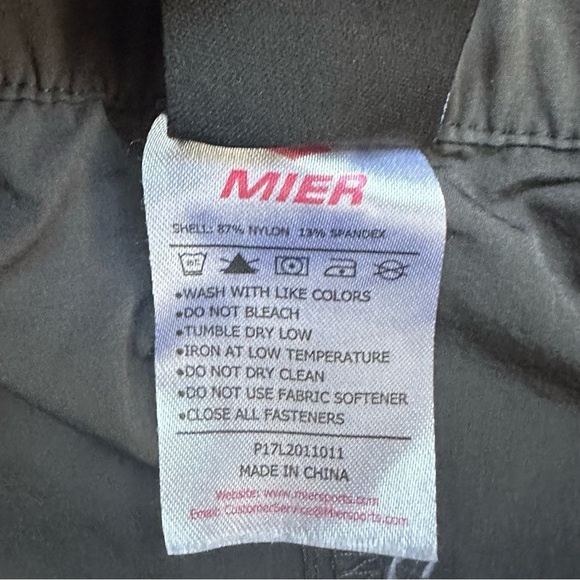 MIER
SHELL: 87% NYLON 13% SPANDEX
•WASH WITH LIKE COLORS
•DO NOT BLEACH
•TUMBLE DRY LOW
•IRON AT LOW TEMPERATURE
•DO NOT DRY CLEAN
•DO NOT USE FABRIC SOFTENER
•CLOSE ALL FASTENERS
P17L2011011
MADE IN CHINA
Website: www.miersports.com
Email: CustomerService@Miersports.com